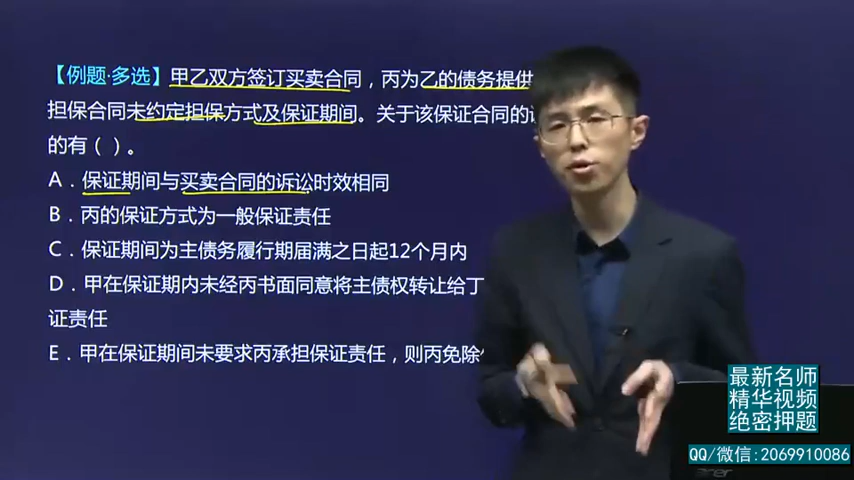 【例题·多选】甲乙双方签订买卖合同，丙为乙的债务提供
担保合同未约定担保方式及保证期间。关于该保证合同的
的有（ ）。
A．保证期间与买卖合同的诉讼时效相同
B．丙的保证方式为一般保证责任
C．保证期间为主债务履行期届满之日起12个月内
D．甲在保证期内未经丙书面同意将主债权转让给丁
证责任
E．甲在保证期间未要求丙承担保证责任，则丙免除
最新名师
精华视频
绝密押题
QQ/微信:2069910086
acer